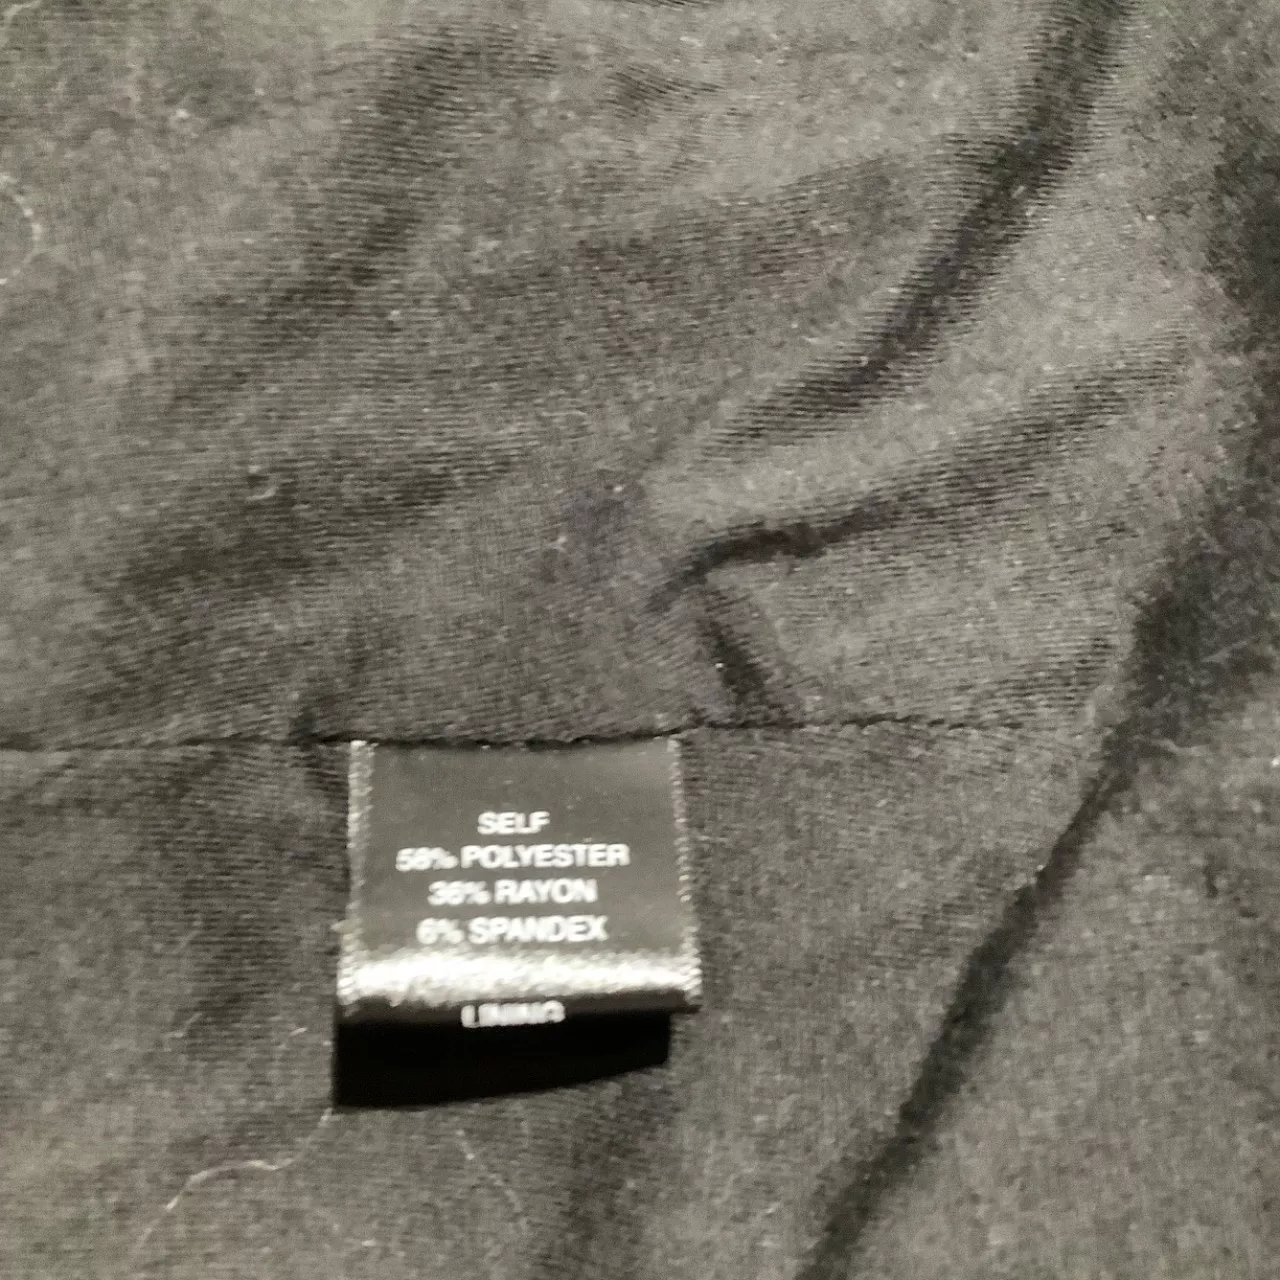 SELF
58% POLYESTER
36% RAYON
6% SPANDEX
LINING